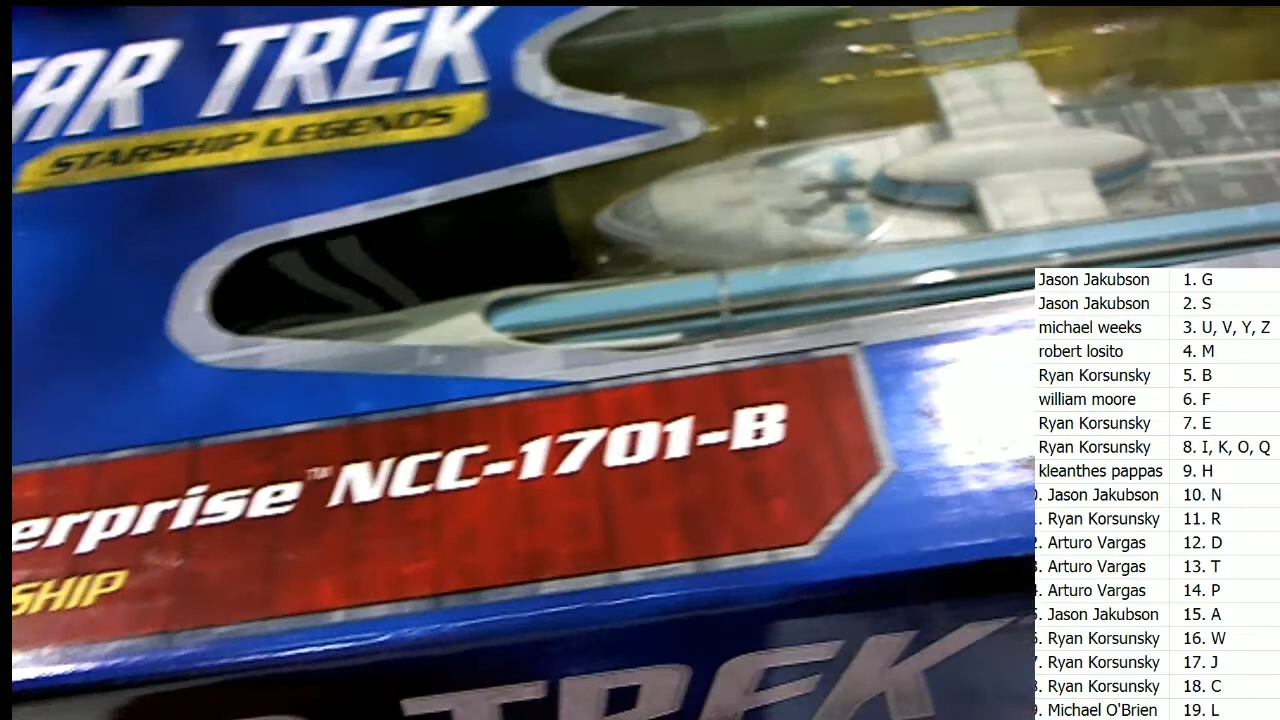 TAR TREK
STARSHIP LEGENDS
erprise™ NCC-1701-B
SHIP
TREK
Jason Jakubson 1. G
Jason Jakubson 2. S
michael weeks 3. U, V, Y, Z
robert losito 4. M
Ryan Korsunsky 5. B
william moore 6. F
Ryan Korsunsky 7. E
Ryan Korsunsky 8. I, K, O, Q
kleanthes pappas 9. H
. Jason Jakubson 10. N
. Ryan Korsunsky 11. R
. Arturo Vargas 12. D
. Arturo Vargas 13. T
. Arturo Vargas 14. P
. Jason Jakubson 15. A
. Ryan Korsunsky 16. W
. Ryan Korsunsky 17. J
. Ryan Korsunsky 18. C
. Michael O'Brien 19. L